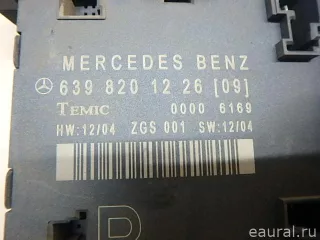 MERCEDES BENZ
639 820 12 26 [09]
TEMIC 0000 6169
HW:12/04 ZGS 001 SW:12/04
D
eaural.ru